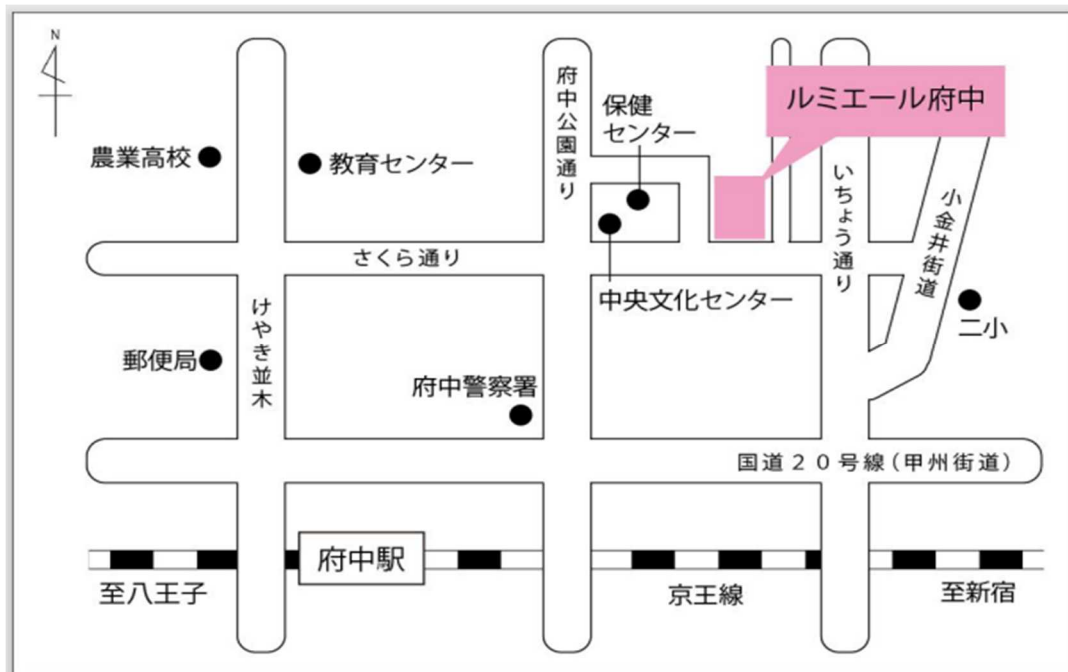 N
農業高校
教育センター
府中公園通り
保健
センター
ルミエール府中
いちょう通り
小金井街道
さくら通り
中央文化センター
二小
けやき並木
郵便局
府中警察署
国道２０号線(甲州街道)
府中駅
至八王子
京王線
至新宿